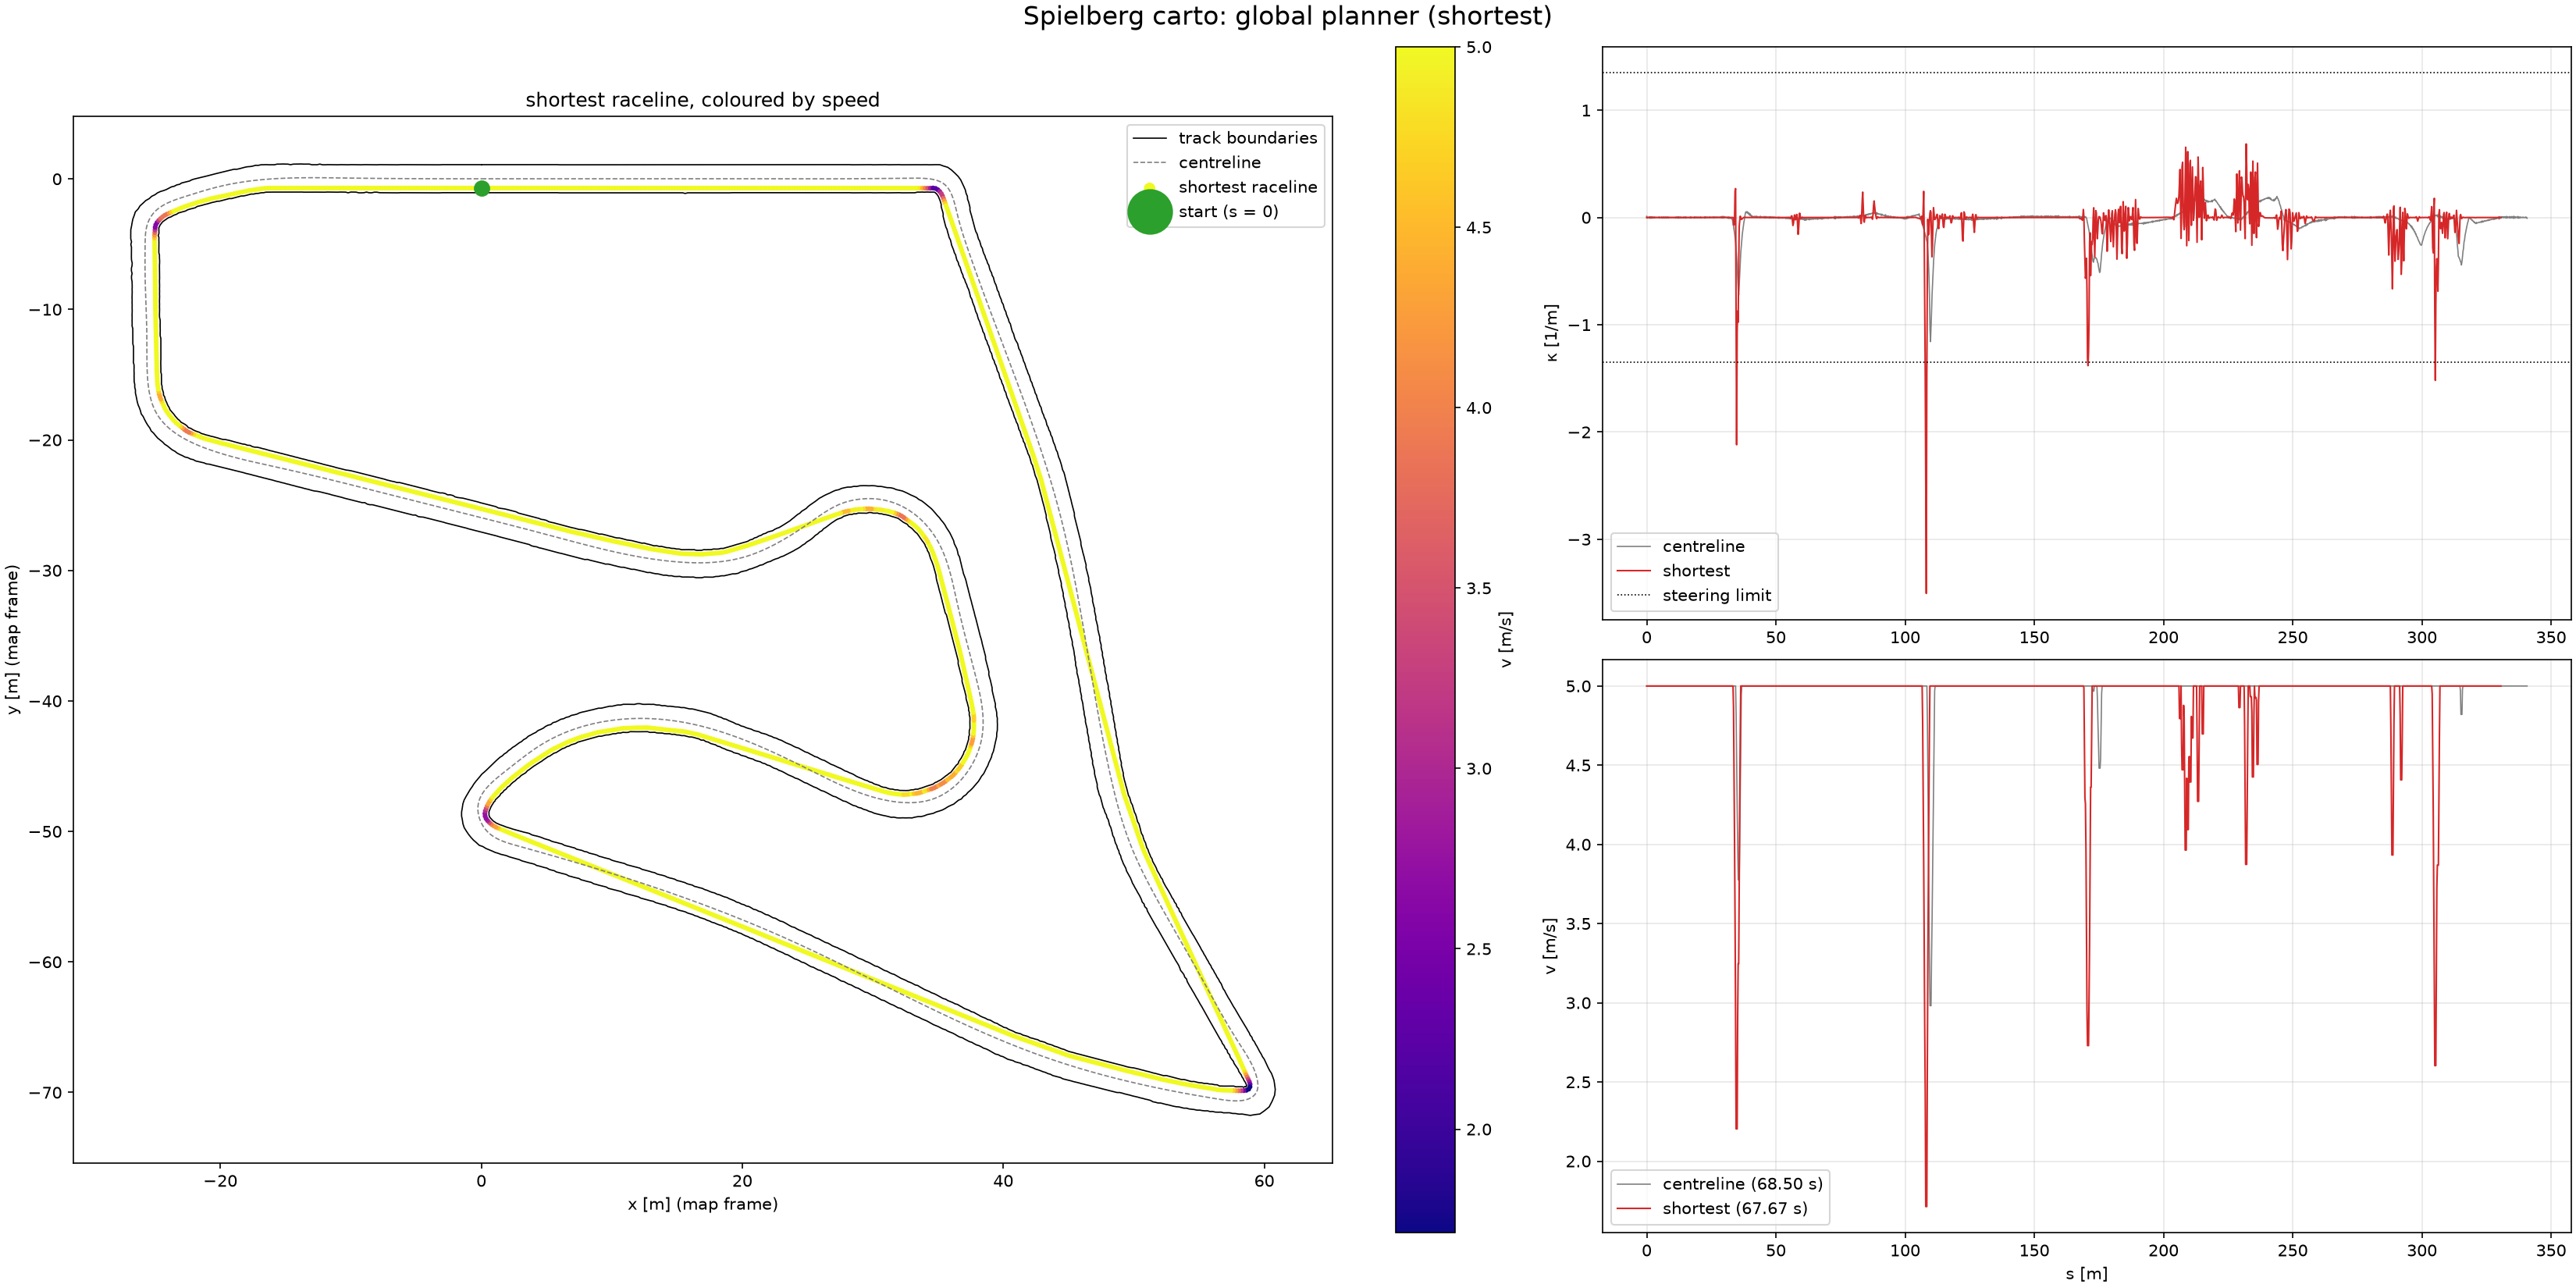 Spielberg carto: global planner (shortest)
shortest raceline, coloured by speed
track boundaries
centreline
shortest raceline
start (s = 0)
0
−10
−20
−30
−40
−50
−60
−70
y [m] (map frame)
−20
0
20
40
60
x [m] (map frame)
5.0
4.5
4.0
3.5
3.0
2.5
2.0
v [m/s]
1
0
−1
−2
−3
κ [1/m]
centreline
shortest
steering limit
0
50
100
150
200
250
300
350
5.0
4.5
4.0
3.5
3.0
2.5
2.0
v [m/s]
centreline (68.50 s)
shortest (67.67 s)
0
50
100
150
200
250
300
350
s [m]